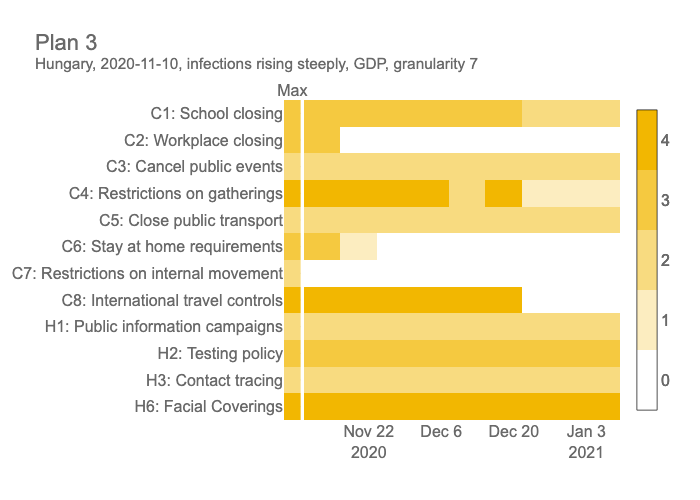 Plan 3
Hungary, 2020-11-10, infections rising steeply, GDP, granularity 7
Max
C1: School closing
C2: Workplace closing
C3: Cancel public events
C4: Restrictions on gatherings
C5: Close public transport
C6: Stay at home requirements
C7: Restrictions on internal movement
C8: International travel controls
H1: Public information campaigns
H2: Testing policy
H3: Contact tracing
H6: Facial Coverings
Nov 22 Dec 6 Dec 20 Jan 3
2020 2021
4
3
2
1
0